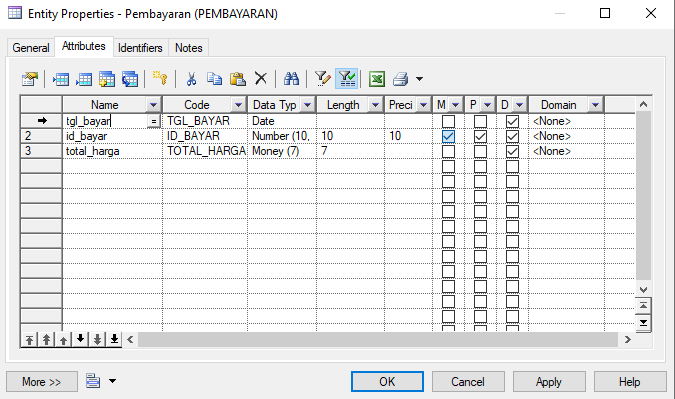 Entity Properties - Pembayaran (PEMBAYARAN)
General Attributes Identifiers Notes
Name Code Data Typ Length Preci M P D Domain
tgl_bayar = TGL_BAYAR Date <None>
2 id_bayar ID_BAYAR Number (10, 10 10 <None>
3 total_harga TOTAL_HARGA Money (7) 7 <None>
More >> OK Cancel Apply Help